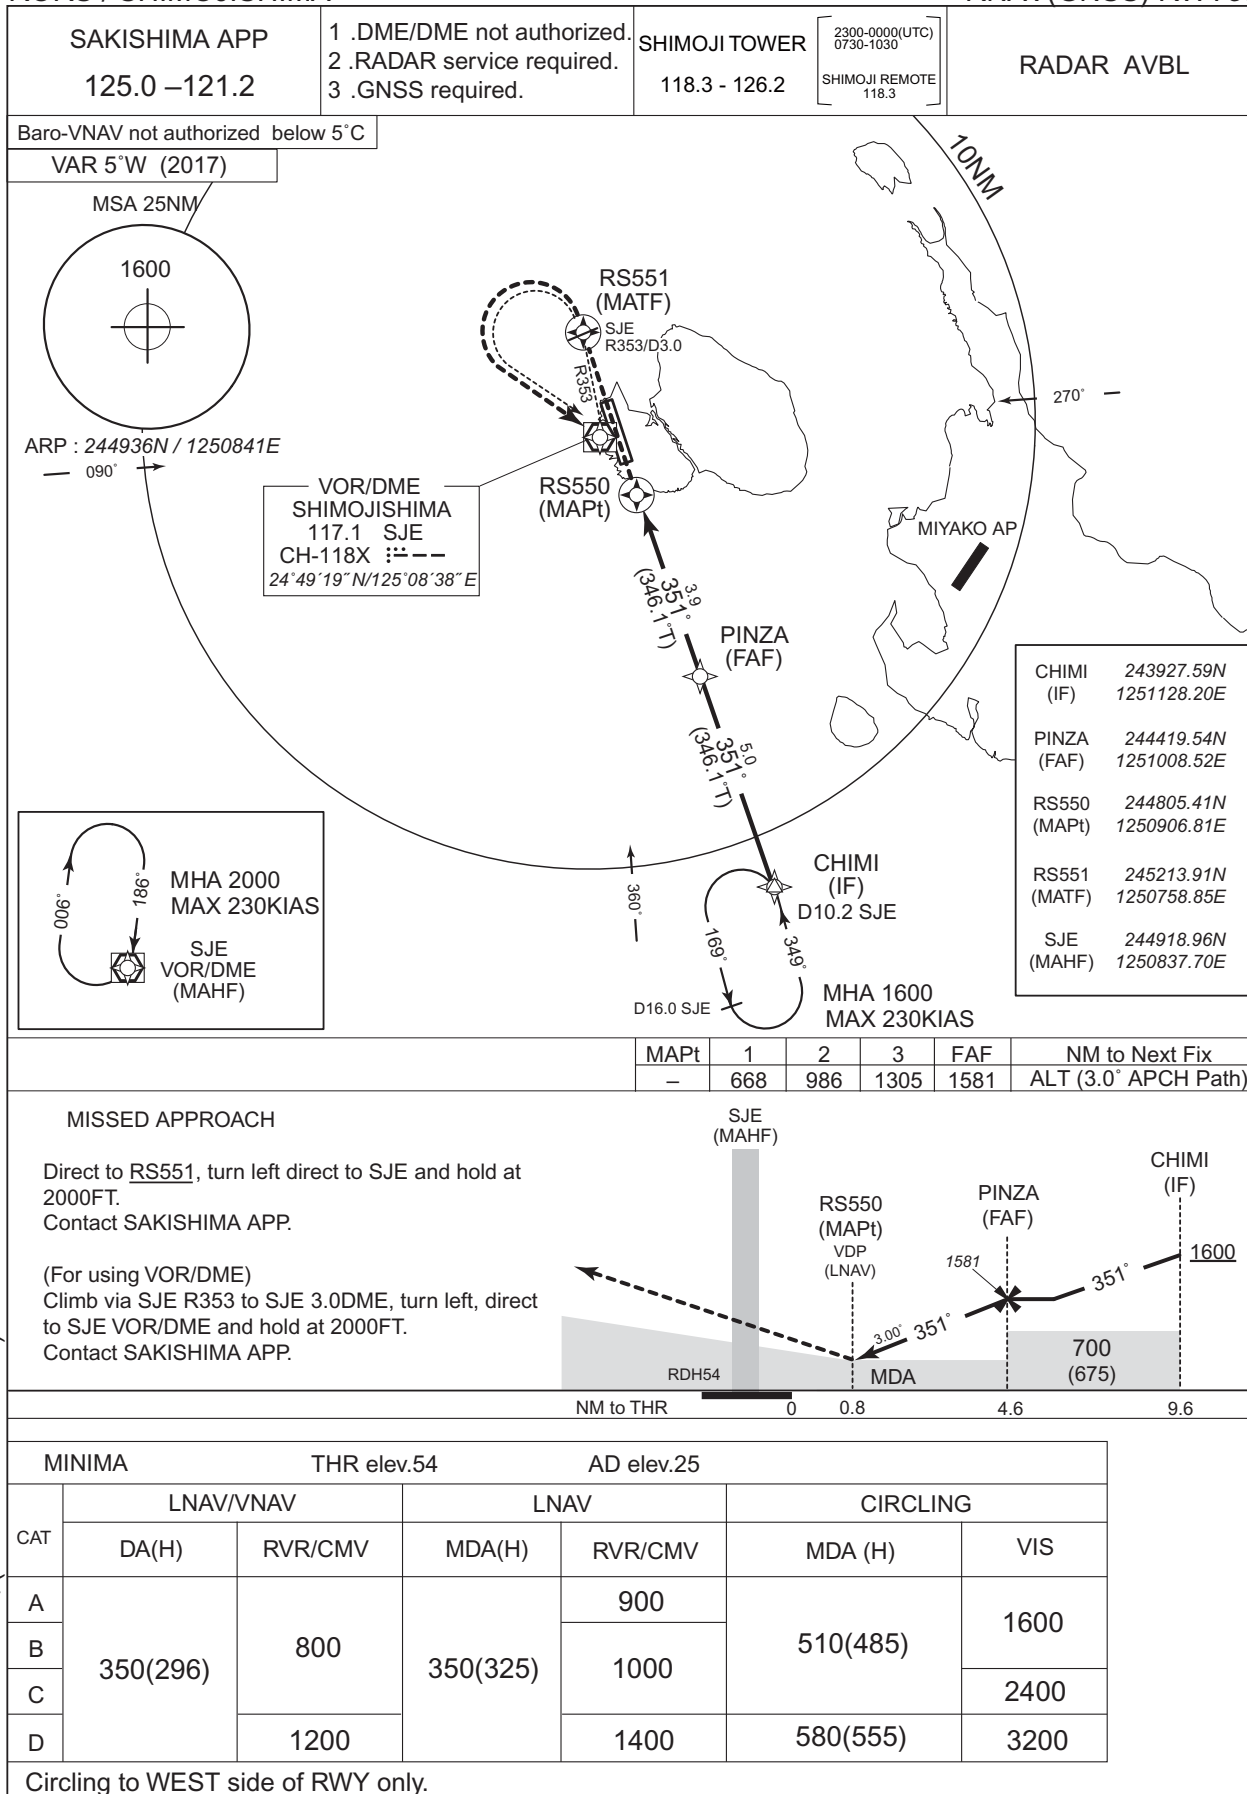 SAKISHIMA APP
125.0 –121.2
1 .DME/DME not authorized.
2 .RADAR service required.
3 .GNSS required.
SHIMOJI TOWER
118.3 - 126.2
2300-0000(UTC)
0730-1030
SHIMOJI REMOTE
118.3
RADAR AVBL
Baro-VNAV not authorized below 5˚C
VAR 5˚W (2017)
MSA 25NM
1600
ARP : 244936N / 1250841E
090˚
10NM
RS551
(MATF)
SJE
R353/D3.0
R353
270˚
VOR/DME
SHIMOJISHIMA
117.1 SJE
CH-118X
24˚49´19˝N/125˚08´38˝E
RS550
(MAPt)
MIYAKO AP
3.9
351˚
(346.1˚T)
PINZA
(FAF)
5.0
351˚
(346.1˚T)
CHIMI
(IF)
243927.59N
1251128.20E
PINZA
(FAF)
244419.54N
1251008.52E
RS550
(MAPt)
244805.41N
1250906.81E
RS551
(MATF)
245213.91N
1250758.85E
SJE
(MAHF)
244918.96N
1250837.70E
006˚
186˚
MHA 2000
MAX 230KIAS
SJE
VOR/DME
(MAHF)
360˚
CHIMI
(IF)
D10.2 SJE
169˚
349˚
D16.0 SJE
MHA 1600
MAX 230KIAS
MAPt 1 2 3 FAF NM to Next Fix
– 668 986 1305 1581 ALT (3.0˚ APCH Path)
MISSED APPROACH
Direct to RS551, turn left direct to SJE and hold at
2000FT.
Contact SAKISHIMA APP.
(For using VOR/DME)
Climb via SJE R353 to SJE 3.0DME, turn left, direct
to SJE VOR/DME and hold at 2000FT.
Contact SAKISHIMA APP.
SJE
(MAHF)
RS550
(MAPt)
VDP
(LNAV)
PINZA
(FAF)
CHIMI
(IF)
1581
1600
3.00˚ 351˚
351˚
700
(675)
RDH54
MDA
NM to THR 0 0.8 4.6 9.6
MINIMA THR elev.54 AD elev.25
CAT LNAV/VNAV LNAV CIRCLING
DA(H) RVR/CMV MDA(H) RVR/CMV MDA (H) VIS
A 350(296) 800 350(325) 900 510(485) 1600
B 1000
C 2400
D 1200 1400 580(555) 3200
Circling to WEST side of RWY only.